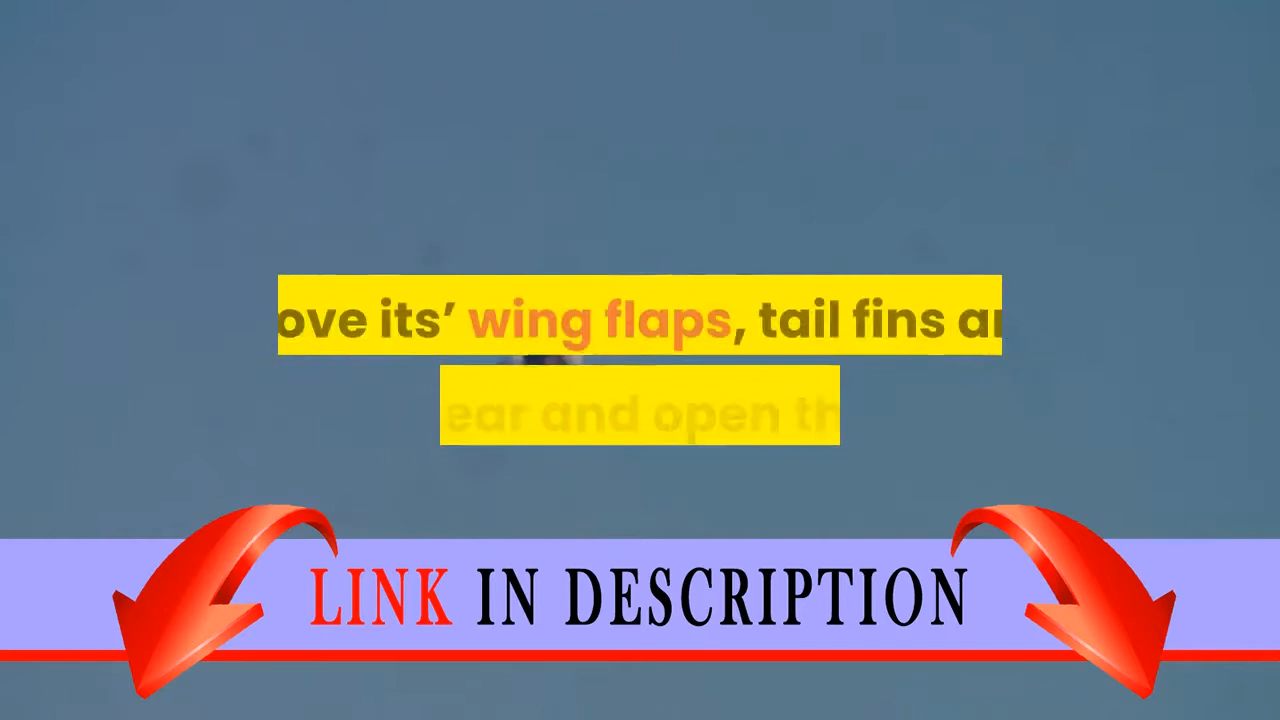 ove its’ wing flaps, tail fins ar
ear and open th
LINK IN DESCRIPTION